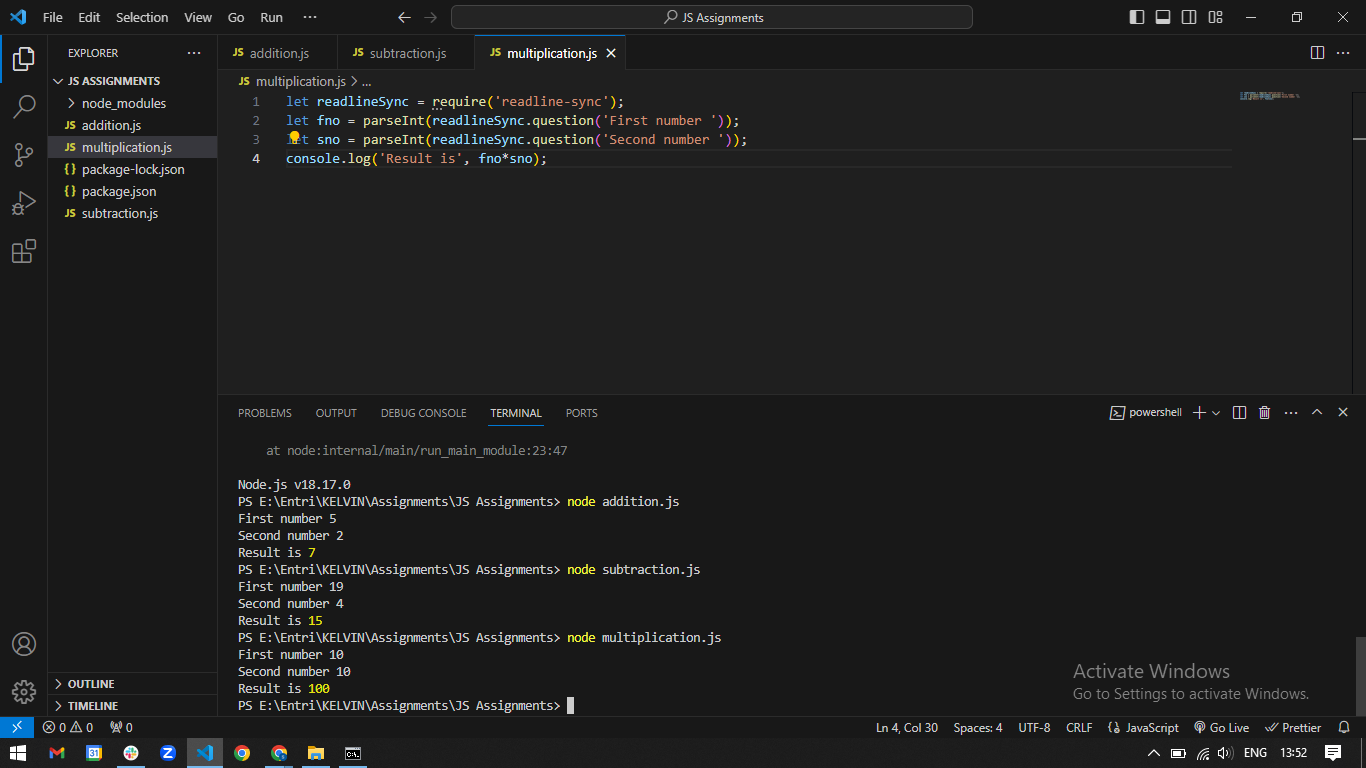 File Edit Selection View Go Run ··· JS Assignments
EXPLORER ···
JS ASSIGNMENTS
node_modules
JS addition.js
JS multiplication.js
{} package-lock.json
{} package.json
JS subtraction.js
OUTLINE
TIMELINE
JS addition.js JS subtraction.js JS multiplication.js
JS multiplication.js > ...
1 let readlineSync = require('readline-sync');
2 let fno = parseInt(readlineSync.question('First number '));
3 let sno = parseInt(readlineSync.question('Second number '));
4 console.log('Result is', fno*sno);
PROBLEMS OUTPUT DEBUG CONSOLE TERMINAL PORTS powershell
at node:internal/main/run_main_module:23:47
Node.js v18.17.0
PS E:\Entri\KELVIN\Assignments\JS Assignments> node addition.js
First number 5
Second number 2
Result is 7
PS E:\Entri\KELVIN\Assignments\JS Assignments> node subtraction.js
First number 19
Second number 4
Result is 15
PS E:\Entri\KELVIN\Assignments\JS Assignments> node multiplication.js
First number 10
Second number 10
Result is 100
PS E:\Entri\KELVIN\Assignments\JS Assignments>
Activate Windows
Go to Settings to activate Windows.
0 0 0 Ln 4, Col 30 Spaces: 4 UTF-8 CRLF {} JavaScript Go Live Prettier
31 ENG 13:52